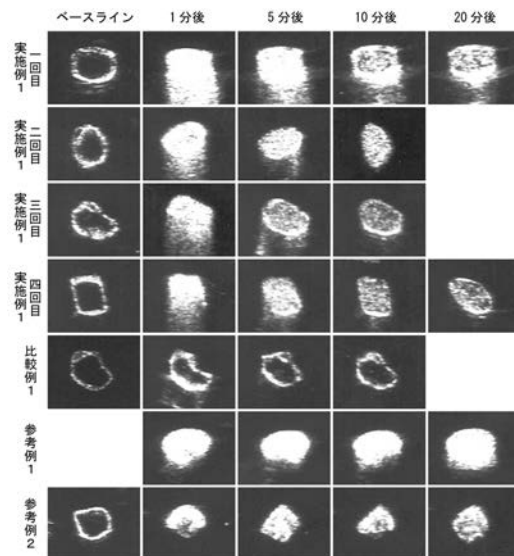 ベースライン 1分後 5分後 10分後 20分後
一回目
実施例1
二回目
実施例1
三回目
実施例1
四回目
実施例1
比較例1
参考例1
参考例2